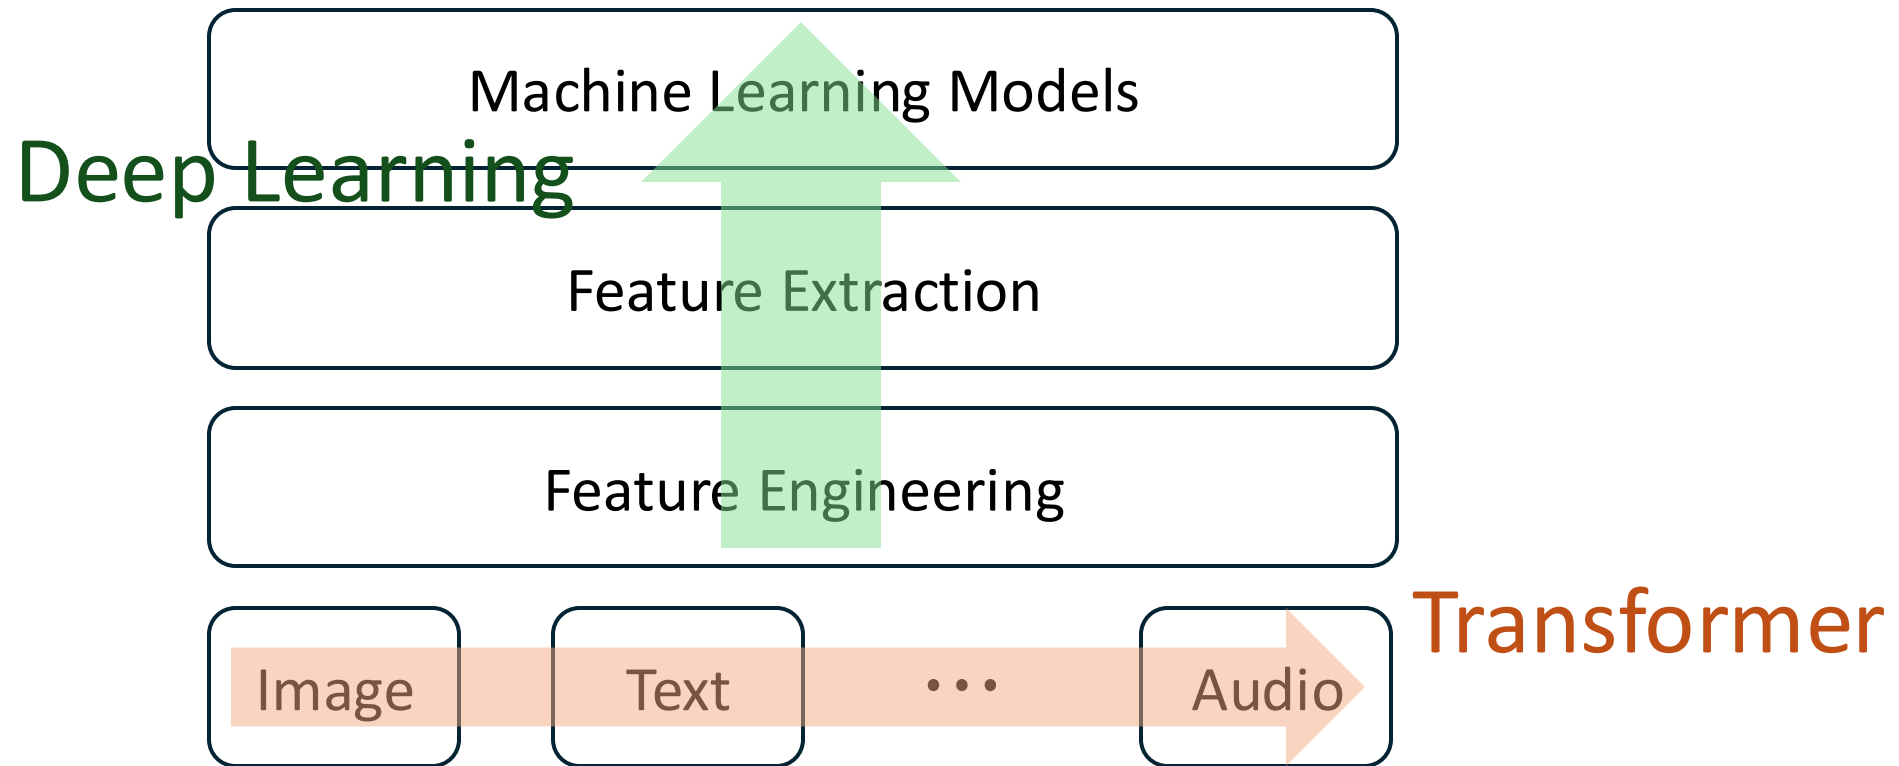 Machine Learning Models
Deep Learning
Feature Extraction
Feature Engineering
Transformer
Image
Text
...
Audio